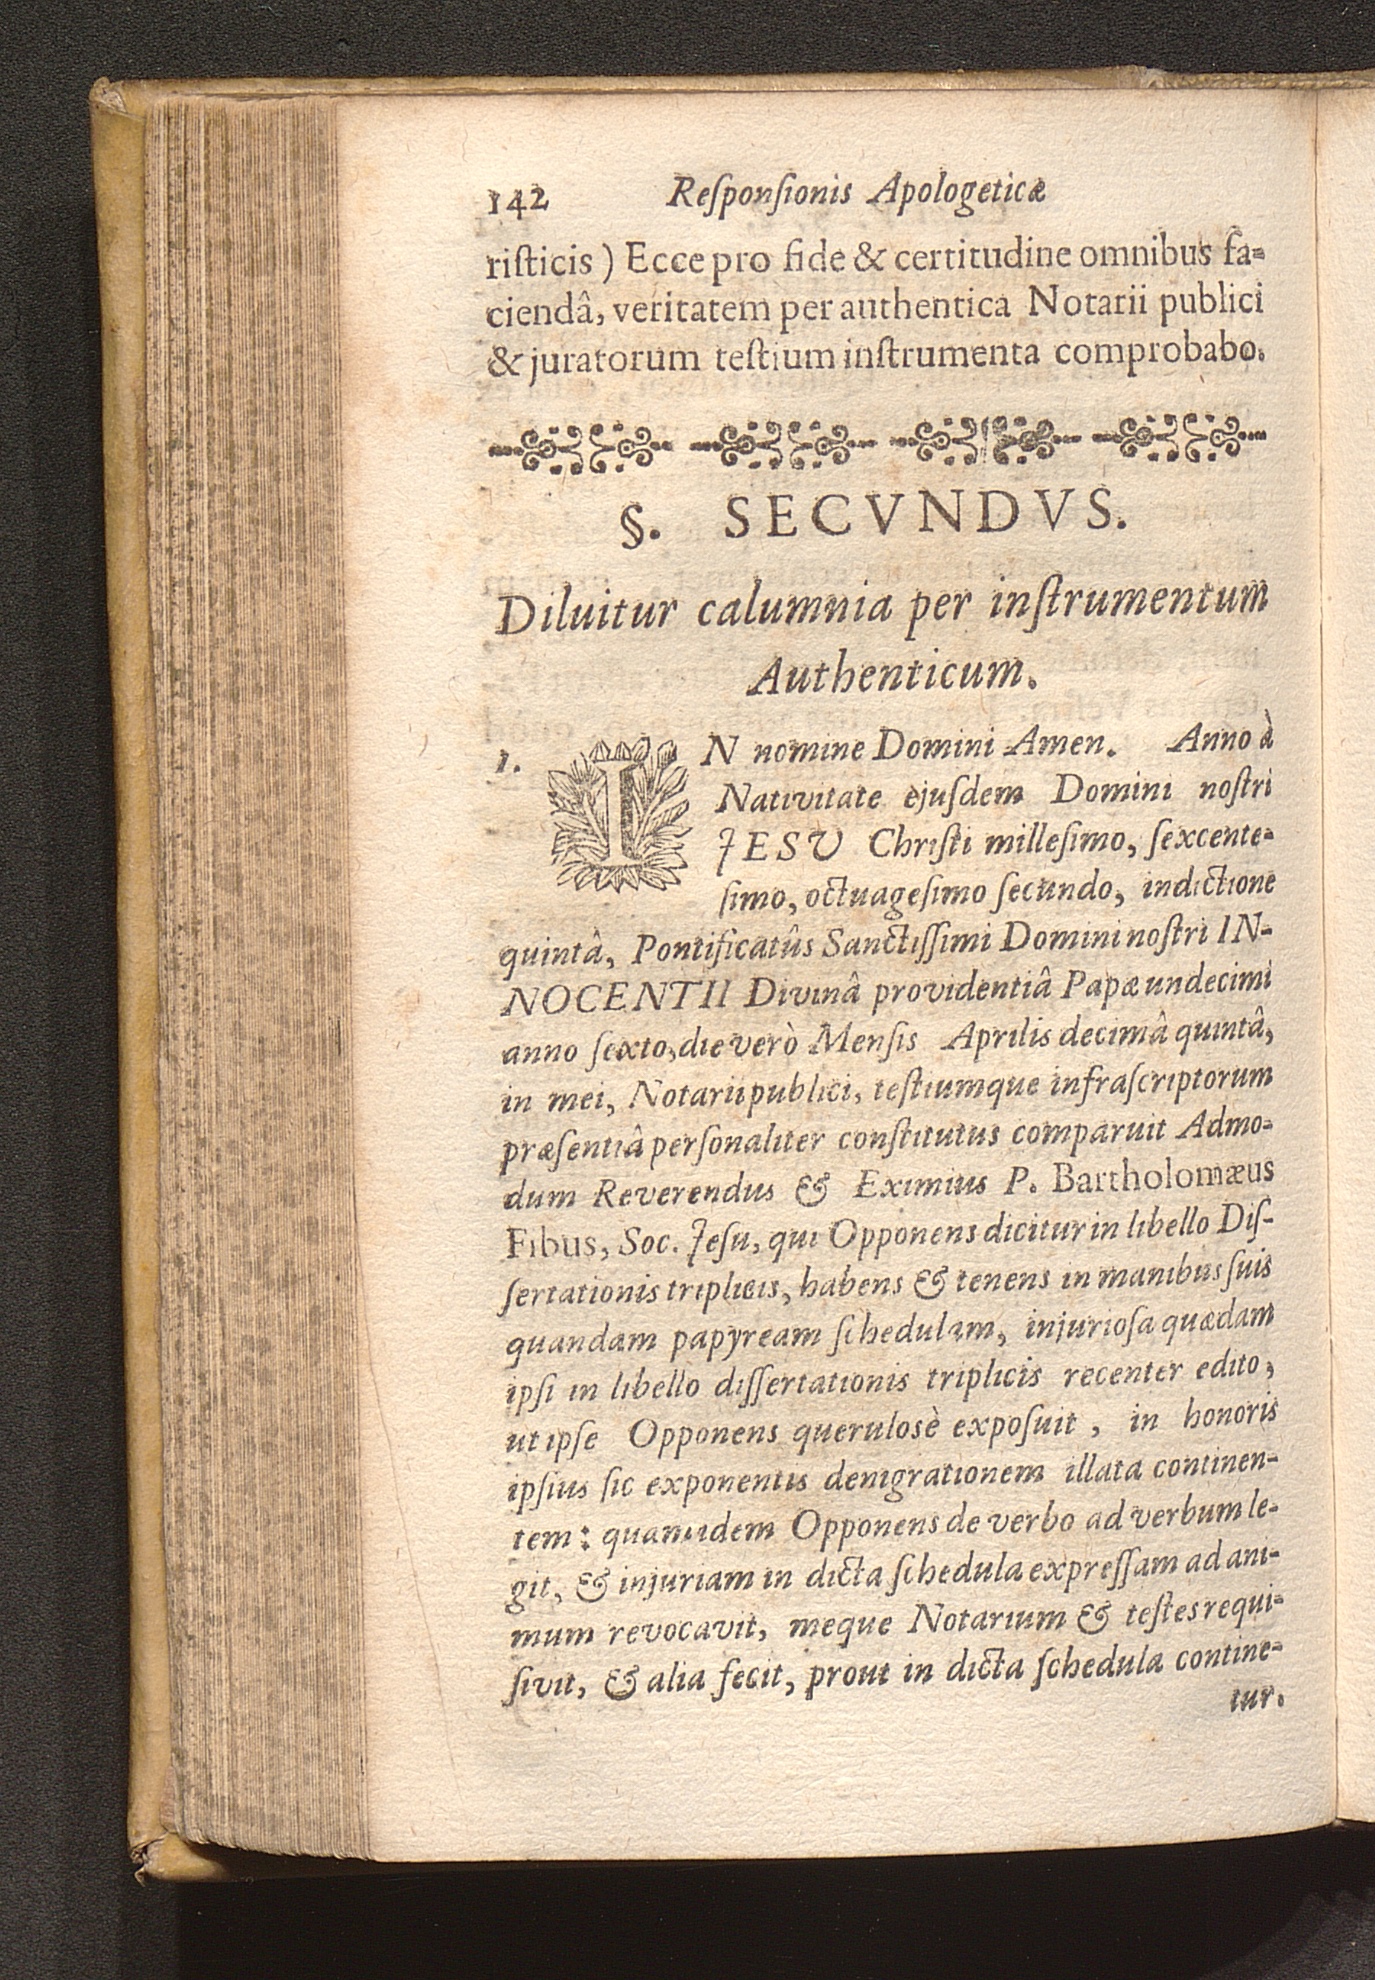 142 Reſponſionis Apologeticæ
riſticis) Ecce pro fide & certitudine omnibus fa-
ciendâ, veritatem per authentica Notarii publici
& juratorum teſtium inſtrumenta comprobabo.
§. SECVNDVS.
Diluitur calumnia per inſtrumentum
Authenticum.
1. IN nomine Domini Amen. Anno à
Nativitate ejuſdem Domini noſtri
JESU Chriſti milleſimo, ſexcente-
ſimo, octuageſimo ſecundo, indictione
quintâ, Pontificatûs Sanctiſſimi Domini noſtri IN-
NOCENTII Divinâ providentiâ Papæ undecimi
anno ſexto, die verò Menſis Aprilis decimâ quintâ,
in mei, Notarii publici, teſtiumque infraſcriptorum
præſentiâ perſonaliter conſtitutus comparuit Admo-
dum Reverendus & Eximius P. Bartholomæus
Fibus, Soc. Jeſu, qui Opponens dicitur in libello Diſ-
ſertationis triplicis, habens & tenens in manibus ſuis
quandam papyream ſchedulam, injurioſa quædam
ipſi in libello diſſertationis triplicis recenter edito,
ut ipſe Opponens querulosè expoſuit, in honoris
ipſius ſic exponentis denigrationem illata continen-
tem: quamidem Opponens de verbo ad verbum le-
git, & injuriam in dicta ſchedula expreſſam ad ani-
mum revocavit, meque Notarium & teſtes requi-
ſivit, & alia fecit, prout in dicta ſchedula contine-
tur.